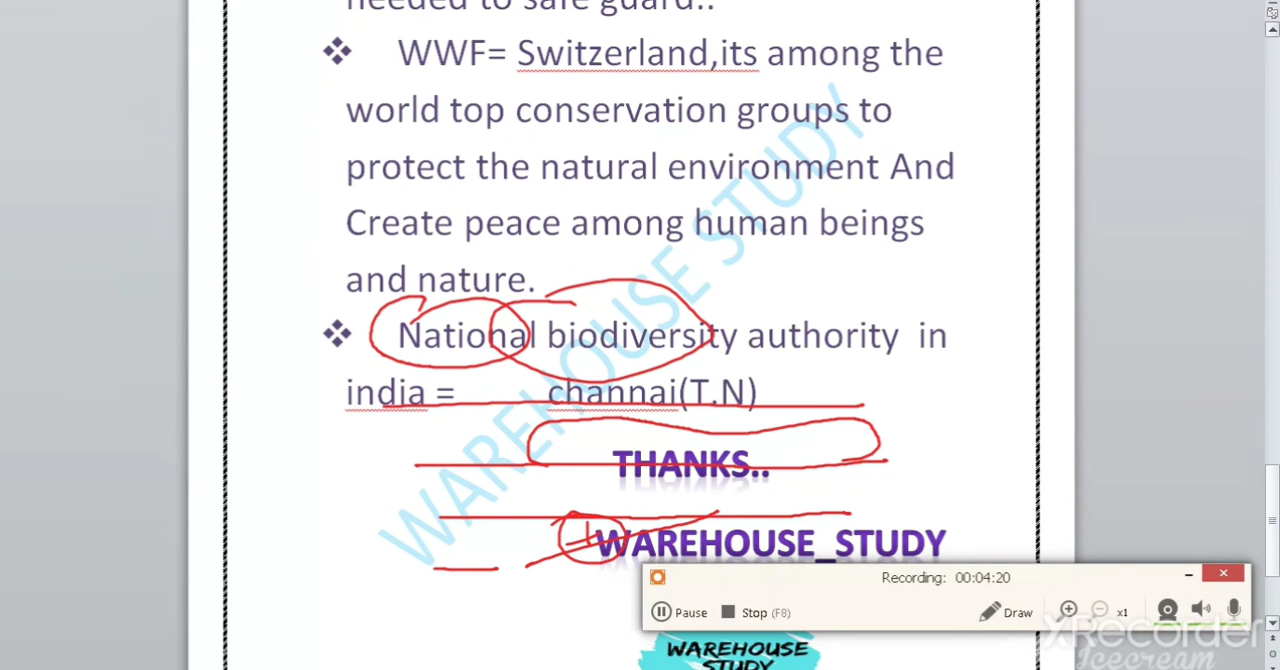 needed to safe guard..
❖ WWF= Switzerland,its among the
world top conservation groups to
protect the natural environment And
Create peace among human beings
and nature.
❖ National biodiversity authority in
india = channai(T.N)
THANKS..
WAREHOUSE_STUDY
WAREHOUSE STUDY
Recording: 00:04:20
Pause Stop (F8) Draw x1
XRecorder
Icecream
WAREHOUSE
STUDY